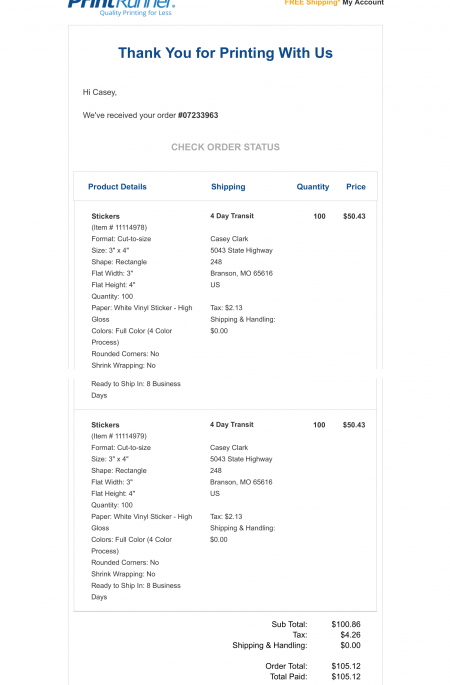 PrintRunner.
Quality Printing for Less
FREE Shipping* My Account
Thank You for Printing With Us
Hi Casey,
We've received your order #07233963
CHECK ORDER STATUS
Product Details Shipping Quantity Price
Stickers 4 Day Transit 100 $50.43
(Item # 11114978)
Format: Cut-to-size Casey Clark
Size: 3" x 4" 5043 State Highway
Shape: Rectangle 248
Flat Width: 3" Branson, MO 65616
Flat Height: 4" US
Quantity: 100
Paper: White Vinyl Sticker - High Tax: $2.13
Gloss Shipping & Handling:
Colors: Full Color (4 Color $0.00
Process)
Rounded Corners: No
Shrink Wrapping: No
Ready to Ship In: 8 Business
Days
Stickers 4 Day Transit 100 $50.43
(Item # 11114979)
Format: Cut-to-size Casey Clark
Size: 3" x 4" 5043 State Highway
Shape: Rectangle 248
Flat Width: 3" Branson, MO 65616
Flat Height: 4" US
Quantity: 100
Paper: White Vinyl Sticker - High Tax: $2.13
Gloss Shipping & Handling:
Colors: Full Color (4 Color $0.00
Process)
Rounded Corners: No
Shrink Wrapping: No
Ready to Ship In: 8 Business
Days
Sub Total: $100.86
Tax: $4.26
Shipping & Handling: $0.00
Order Total: $105.12
Total Paid: $105.12